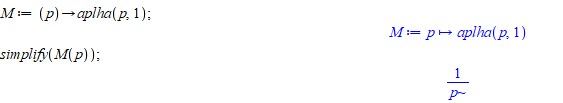 M := (p) → aplha(p, 1);
M := p ↦ aplha(p, 1)
simplify(M(p));
1
p~